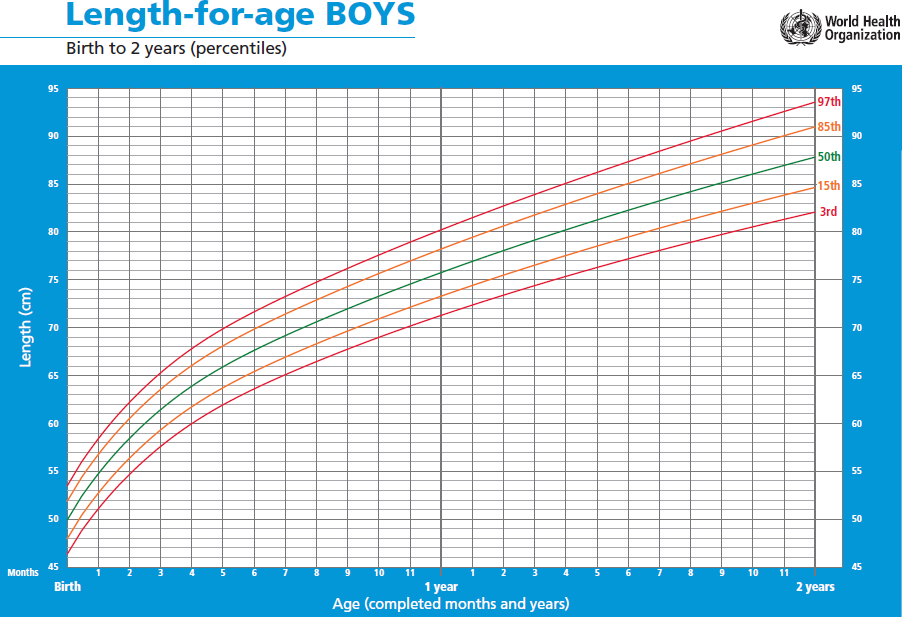 Length-for-age BOYS
Birth to 2 years (percentiles)
World Health
Organization
95 95
97th
85th
90 90
50th
85 85
15th
3rd
80 80
75 75
70 70
65 65
60 60
55 55
50 50
45 45
Length (cm)
Months 1 2 3 4 5 6 7 8 9 10 11 1 2 3 4 5 6 7 8 9 10 11
Birth 1 year 2 years
Age (completed months and years)